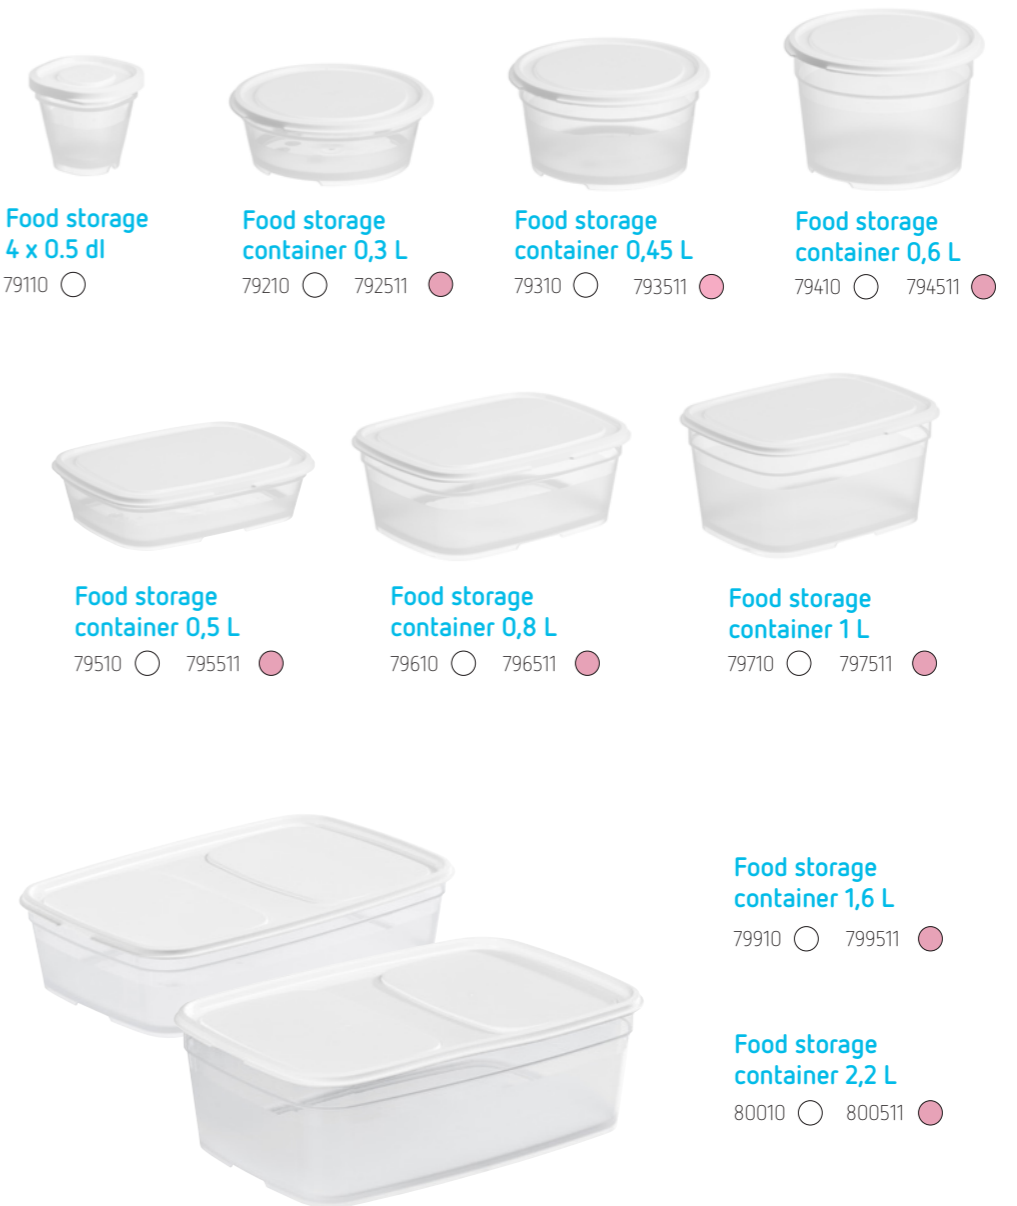 Food storage
4 x 0.5 dl
79110
Food storage
container 0,3 L
79210 792511
Food storage
container 0,45 L
79310 793511
Food storage
container 0,6 L
79410 794511
Food storage
container 0,5 L
79510 795511
Food storage
container 0,8 L
79610 796511
Food storage
container 1 L
79710 797511
Food storage
container 1,6 L
79910 799511
Food storage
container 2,2 L
80010 800511